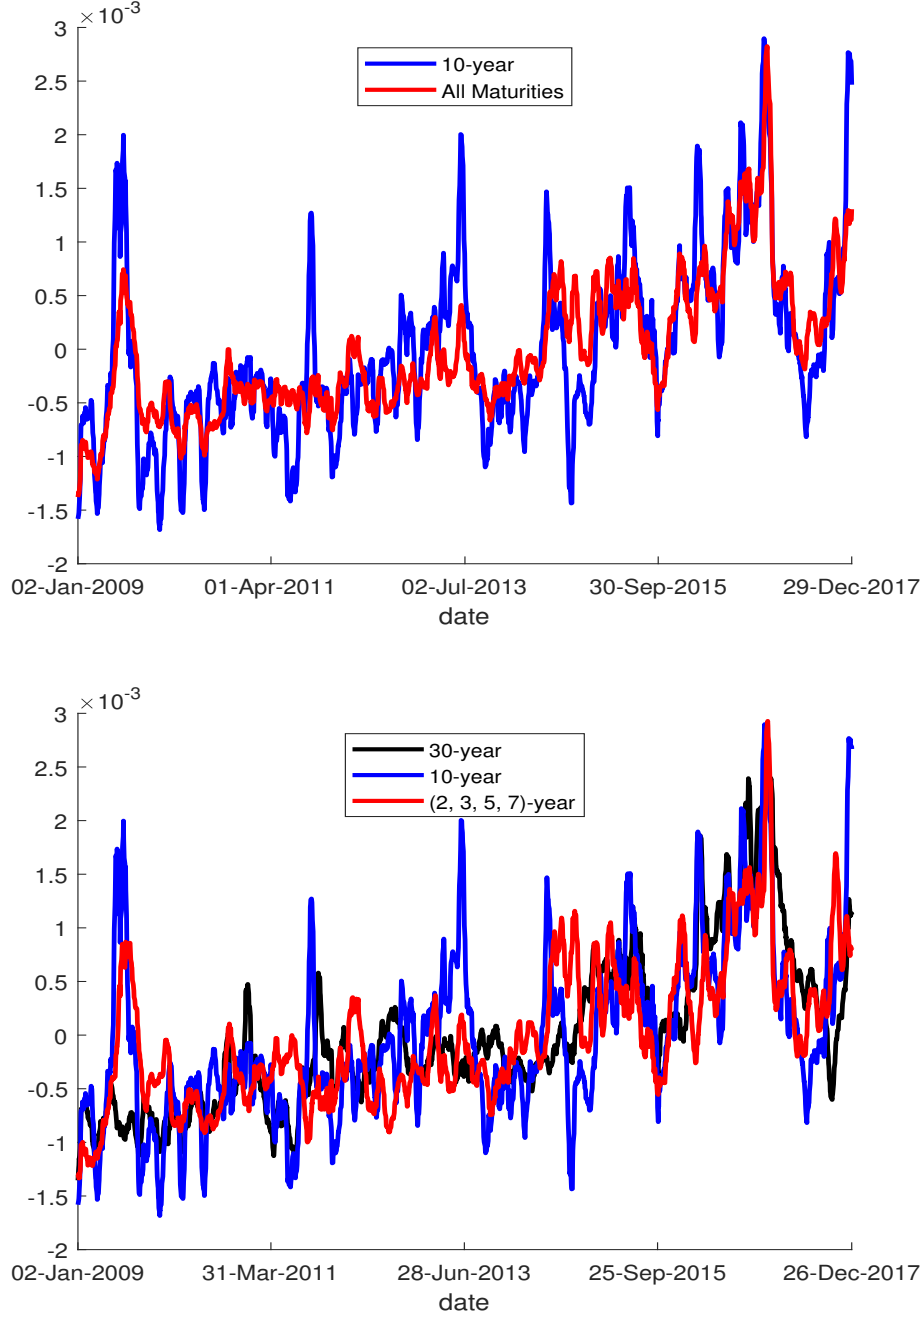 ×10-3
3
2.5
2
1.5
1
0.5
0
-0.5
-1
-1.5
-2
10-year
All Maturities
02-Jan-2009 01-Apr-2011 02-Jul-2013 30-Sep-2015 29-Dec-2017
date
×10-3
3
2.5
2
1.5
1
0.5
0
-0.5
-1
-1.5
-2
30-year
10-year
(2, 3, 5, 7)-year
02-Jan-2009 31-Mar-2011 28-Jun-2013 25-Sep-2015 26-Dec-2017
date